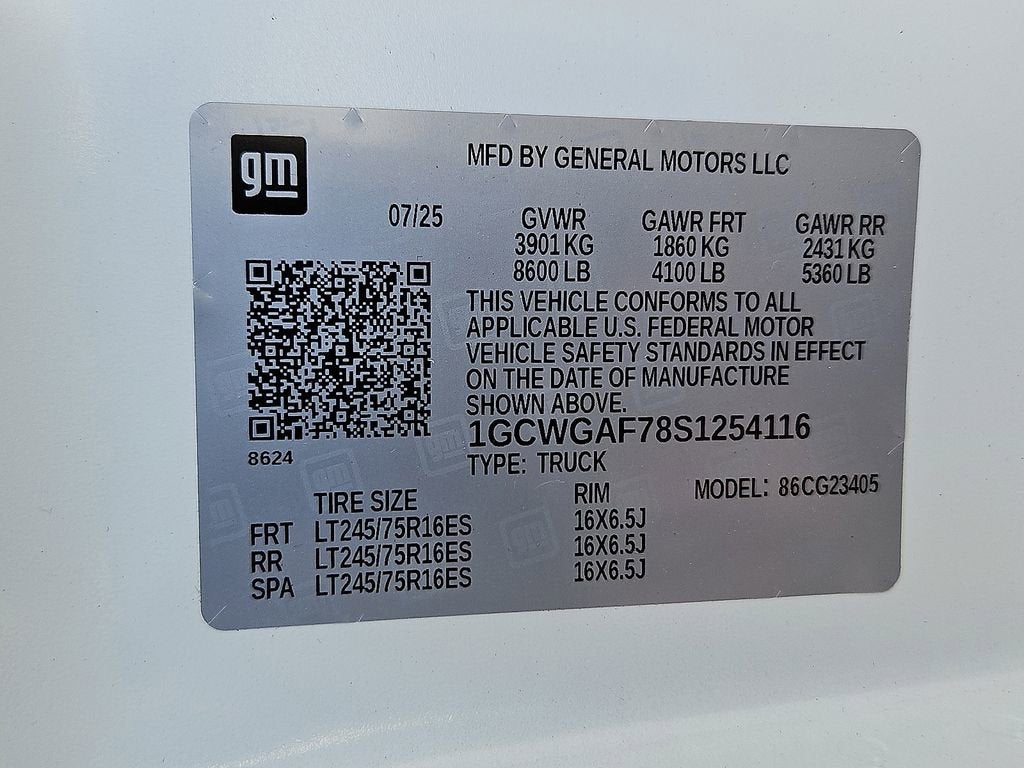 gm
MFD BY GENERAL MOTORS LLC
07/25 GVWR GAWR FRT GAWR RR
3901 KG 1860 KG 2431 KG
8600 LB 4100 LB 5360 LB
THIS VEHICLE CONFORMS TO ALL
APPLICABLE U.S. FEDERAL MOTOR
VEHICLE SAFETY STANDARDS IN EFFECT
ON THE DATE OF MANUFACTURE
SHOWN ABOVE.
1GCWGAF78S1254116
8624
TYPE: TRUCK
TIRE SIZE RIM MODEL: 86CG23405
FRT LT245/75R16ES 16X6.5J
RR LT245/75R16ES 16X6.5J
SPA LT245/75R16ES 16X6.5J